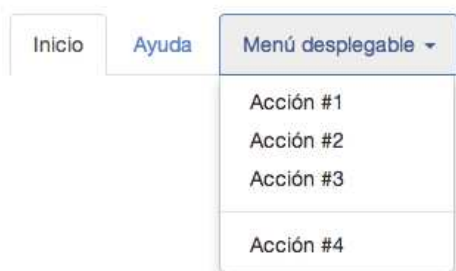 Inicio Ayuda Menú desplegable
Acción #1
Acción #2
Acción #3
Acción #4